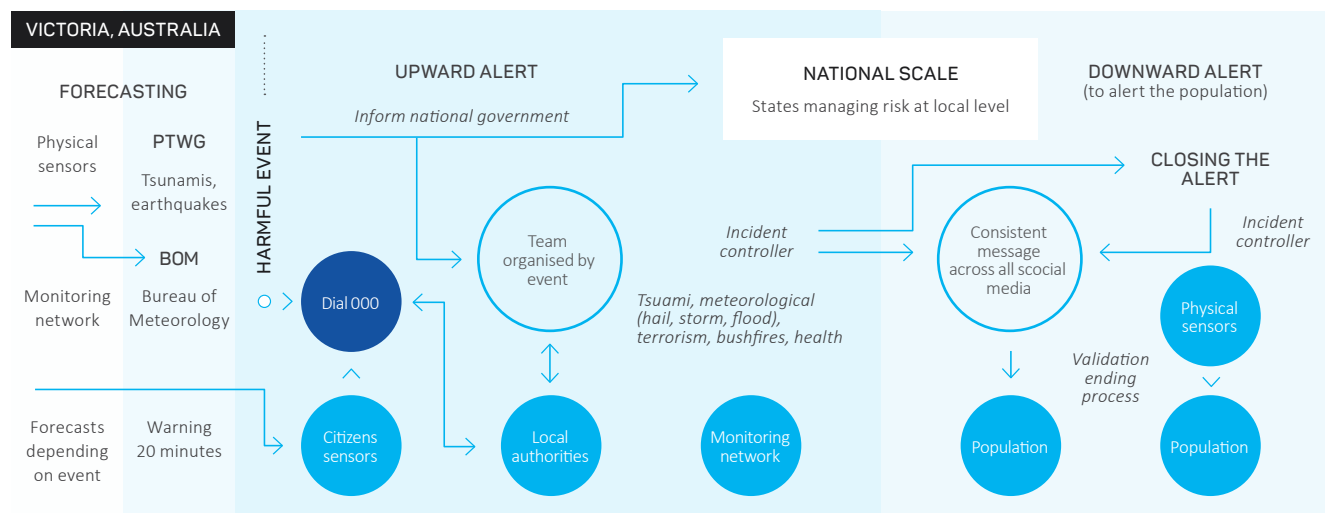 VICTORIA, AUSTRALIA
FORECASTING
Physical
sensors
PTWG
Tsunamis,
earthquakes
BOM
Monitoring
network
Bureau of
Meteorology
Forecasts
depending
on event
Warning
20 minutes
HARMFUL EVENT
UPWARD ALERT
Inform national government
Dial 000
Citizens
sensors
Team
organised by
event
Local
authorities
NATIONAL SCALE
States managing risk at local level
Incident
controller
Tsuami, meteorological
(hail, storm, flood),
terrorism, bushfires, health
Monitoring
network
DOWNWARD ALERT
(to alert the population)
CLOSING THE
ALERT
Consistent
message
across all scocial
media
Incident
controller
Physical
sensors
Validation
ending
process
Population
Population